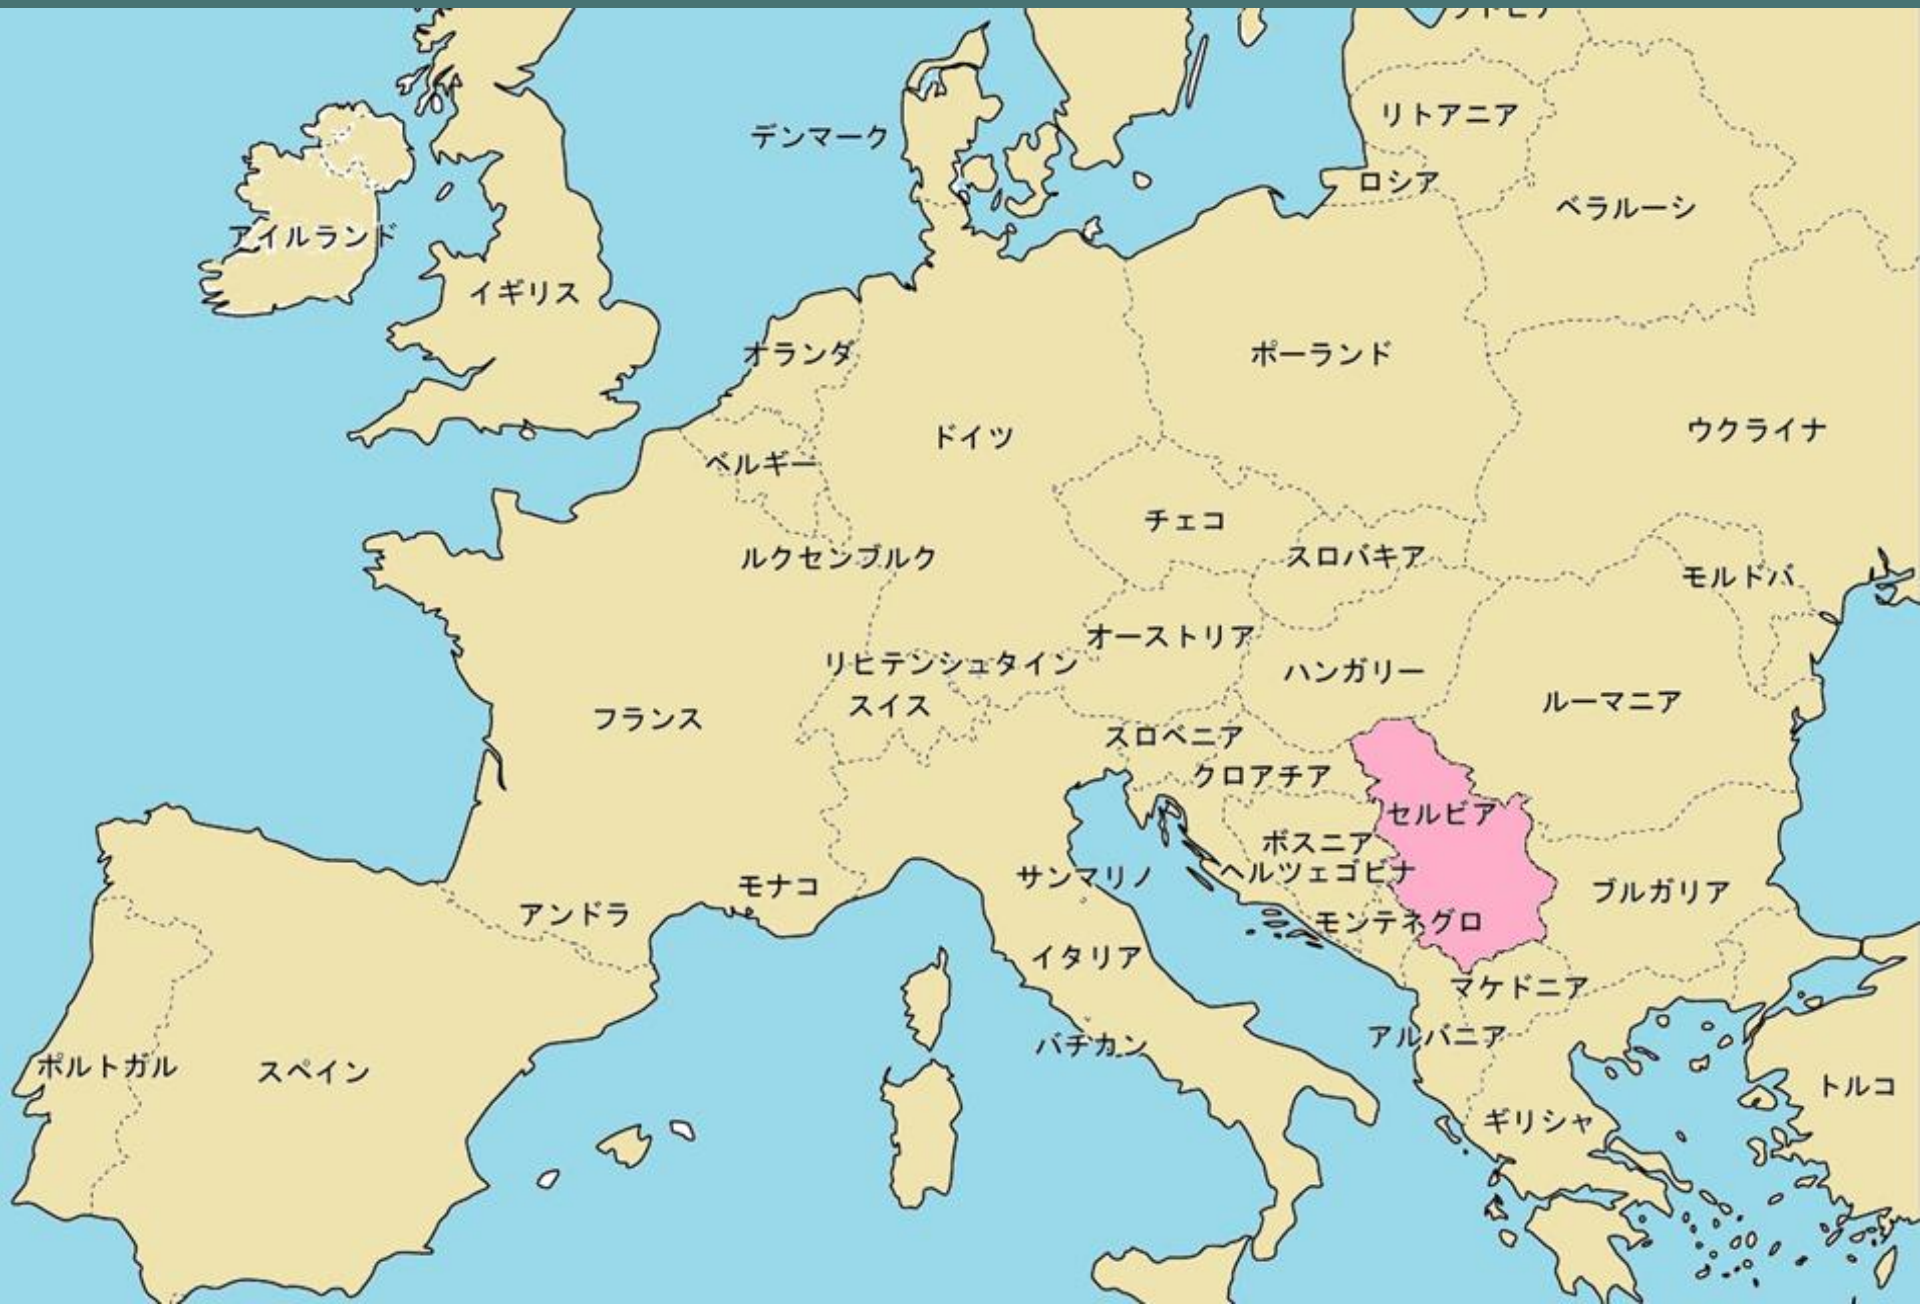 リトアニア
デンマーク
ロシア
ベラルーシ
アイルランド
イギリス
オランダ
ポーランド
ドイツ
ウクライナ
ベルギー
チェコ
スロバキア
ルクセンブルク
モルドバ
オーストリア
リヒテンシュタイン
ハンガリー
スイス
ルーマニア
フランス
スロベニア
クロアチア
セルビア
ボスニア
ヘルツェゴビナ
サンマリノ
モナコ
ブルガリア
アンドラ
モンテネグロ
イタリア
マケドニア
アルバニア
バチカン
ポルトガル
スペイン
トルコ
ギリシャ